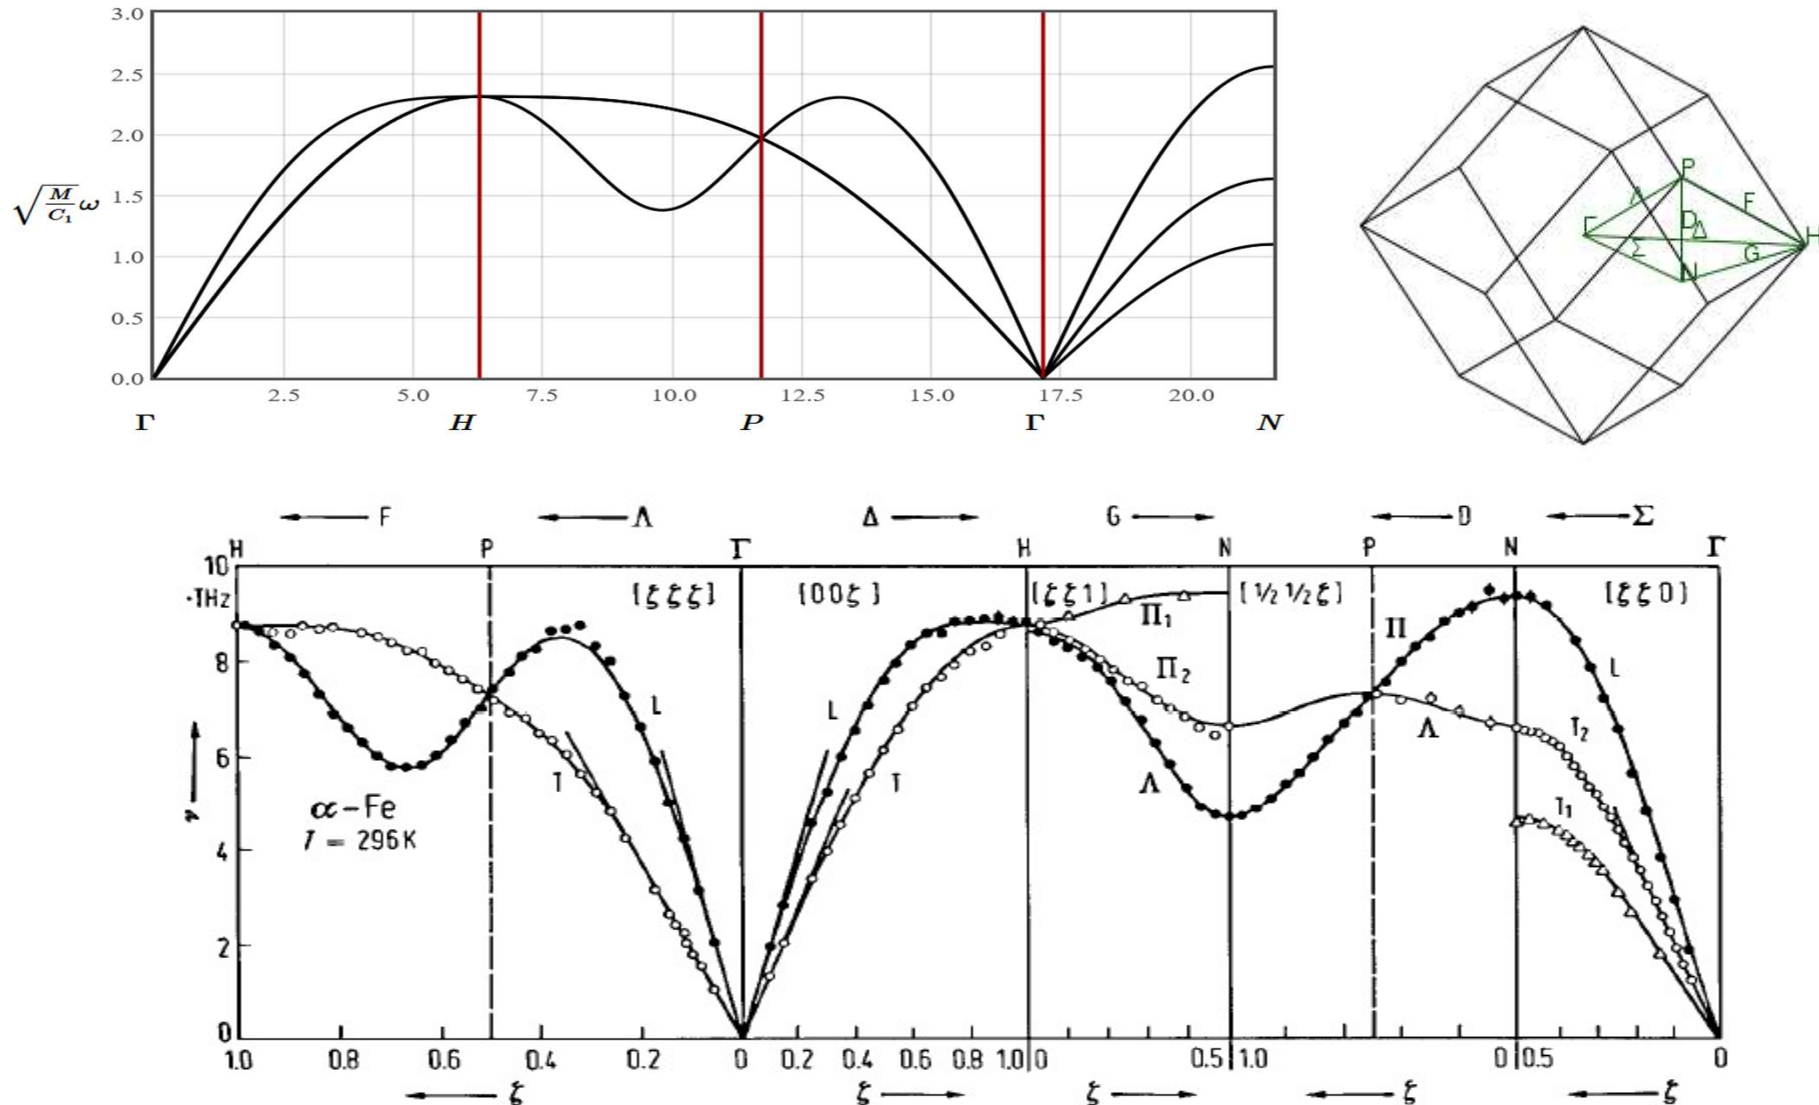 3.0
2.5
2.0
1.5
1.0
0.5
0.0
√(M/C₁)ω
2.5 5.0 7.5 10.0 12.5 15.0 17.5 20.0
Γ H P Γ N
P
Λ F
Γ D Δ H
Σ G
N
← F ← Λ Δ → G → ← D ← Σ
H P Γ H N P N Γ
10
·THz
8
6
4
2
0
ν →
[ξξξ] [00ξ] [ξξ1] [½ ½ ξ] [ξξ0]
Π₁
Π
Π₂
L L L
Λ
T₂
T T Λ
T₁
α-Fe
T = 296K
1.0 0.8 0.6 0.4 0.2 0 0.2 0.4 0.6 0.8 1.0 0 0.5 1.0 0 0.5 0
← ξ ξ → ξ → ← ξ ← ξ